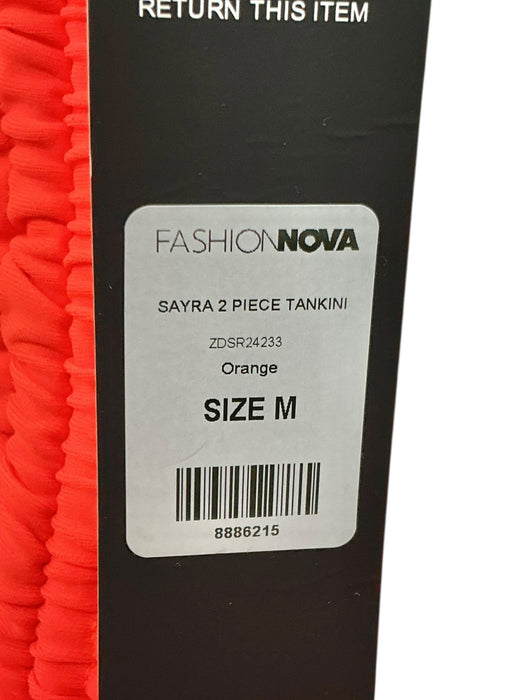 RETURN THIS ITEM
FASHIONNOVA
SAYRA 2 PIECE TANKINI
ZDSR24233
Orange
SIZE M
8886215